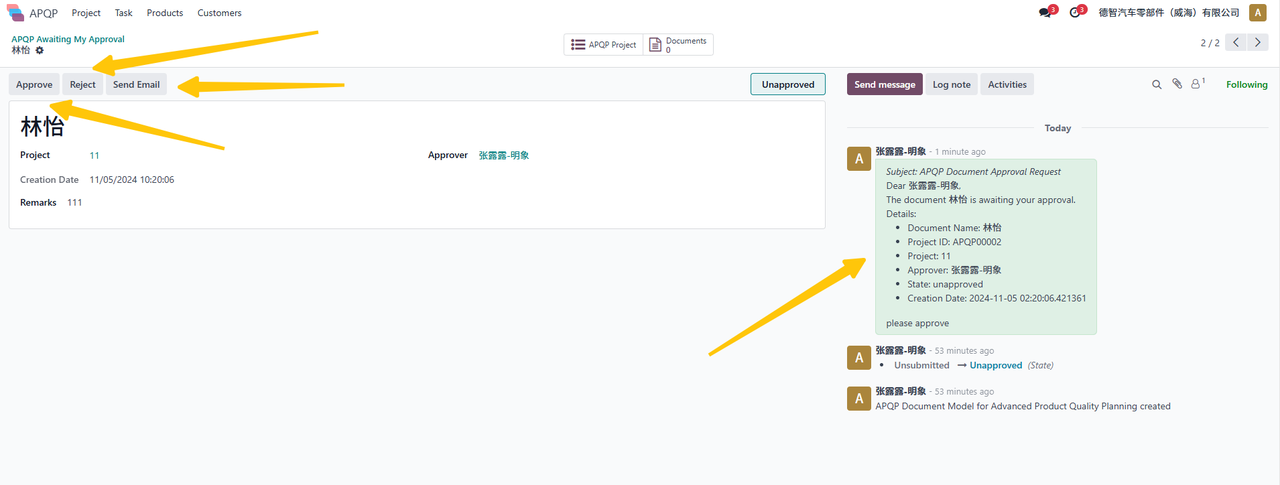 APQP Project Task Products Customers 3 3 德智汽车零部件（威海）有限公司 A
APQP Awaiting My Approval
林怡
APQP Project
Documents
0
2 / 2
Approve Reject Send Email Unapproved
Send message Log note Activities 1 Following
林怡
Project 11 Approver 张露露-明象
Creation Date 11/05/2024 10:20:06
Remarks 111
Today
A 张露露-明象 - 1 minute ago
Subject: APQP Document Approval Request
Dear 张露露-明象,
The document 林怡 is awaiting your approval.
Details:
• Document Name: 林怡
• Project ID: APQP00002
• Project: 11
• Approver: 张露露-明象
• State: unapproved
• Creation Date: 2024-11-05 02:20:06.421361
please approve
A 张露露-明象 - 53 minutes ago
• Unsubmitted → Unapproved (State)
A 张露露-明象 - 53 minutes ago
APQP Document Model for Advanced Product Quality Planning created